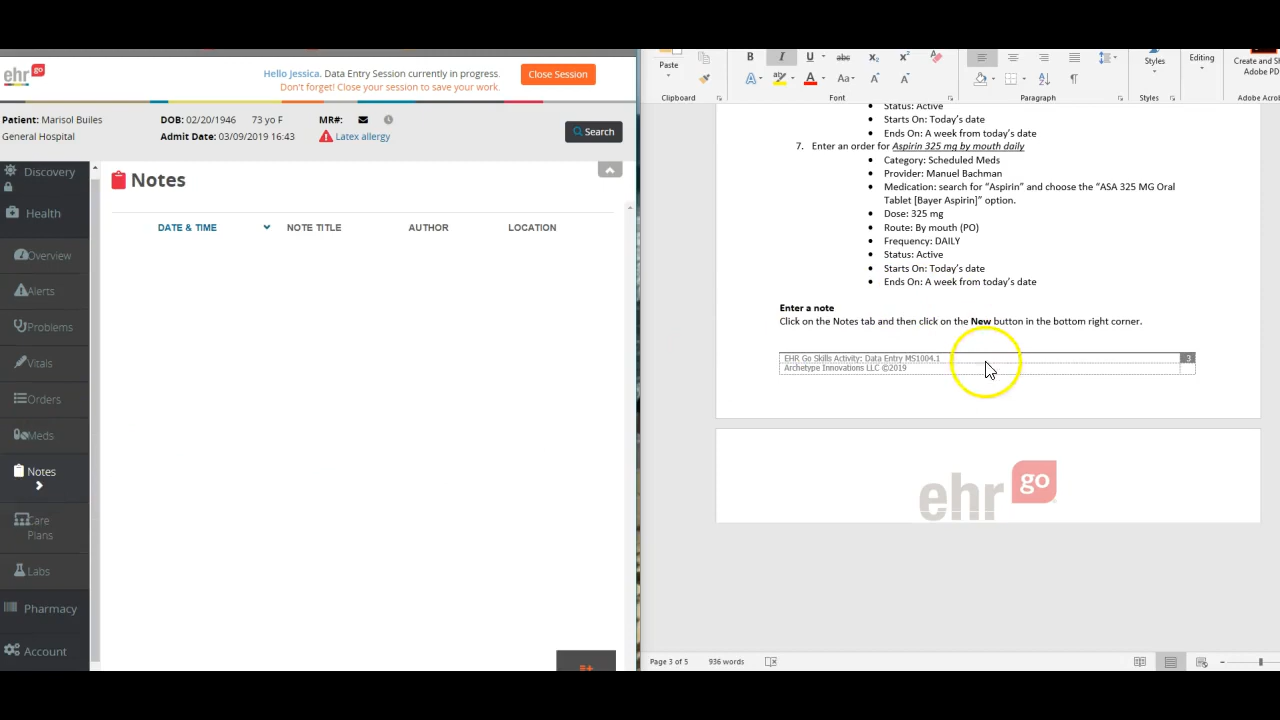 ehr go
Hello Jessica. Data Entry Session currently in progress.
Don't forget! Close your session to save your work.
Close Session
Patient: Marisol Builes
DOB: 02/20/1946 73 yo F
MR#:
General Hospital
Admit Date: 03/09/2019 16:43
Latex allergy
Search
Discovery
Health
Overview
Alerts
Problems
Vitals
Orders
Meds
Notes
Care
Plans
Labs
Pharmacy
Account
Notes
DATE & TIME NOTE TITLE AUTHOR LOCATION
Paste
Clipboard
B I U abc X2 X2
A A Aa A A
Font
Paragraph
Styles
Styles
Editing
Create and Sh
Adobe PD
Adobe Acro
Status: Active
Starts On: Today's date
Ends On: A week from today's date
7. Enter an order for Aspirin 325 mg by mouth daily
Category: Scheduled Meds
Provider: Manuel Bachman
Medication: search for "Aspirin" and choose the "ASA 325 MG Oral
Tablet [Bayer Aspirin]" option.
Dose: 325 mg
Route: By mouth (PO)
Frequency: DAILY
Status: Active
Starts On: Today's date
Ends On: A week from today's date
Enter a note
Click on the Notes tab and then click on the New button in the bottom right corner.
EHR Go Skills Activity: Data Entry MS1004.1 3
Archetype Innovations LLC ©2019
ehr go
Page 3 of 5 936 words